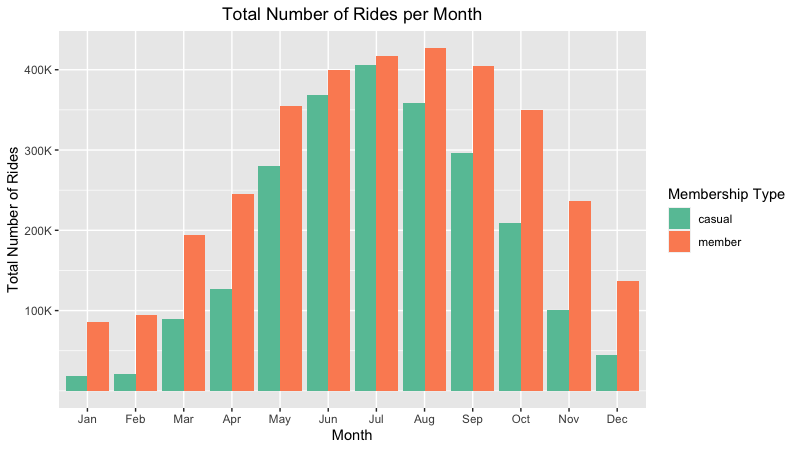 Total Number of Rides per Month
Total Number of Rides
400K
300K
200K
100K
Jan Feb Mar Apr May Jun Jul Aug Sep Oct Nov Dec
Month
Membership Type
casual
member